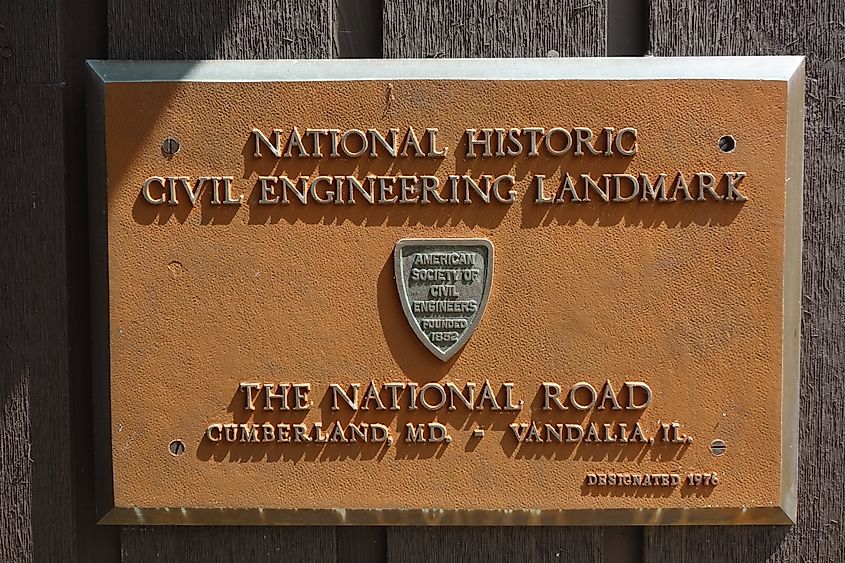 NATIONAL HISTORIC
CIVIL ENGINEERING LANDMARK
AMERICAN
SOCIETY OF
CIVIL
ENGINEERS
FOUNDED
1852
THE NATIONAL ROAD
CUMBERLAND, MD. - VANDALIA, IL.
DESIGNATED 1976